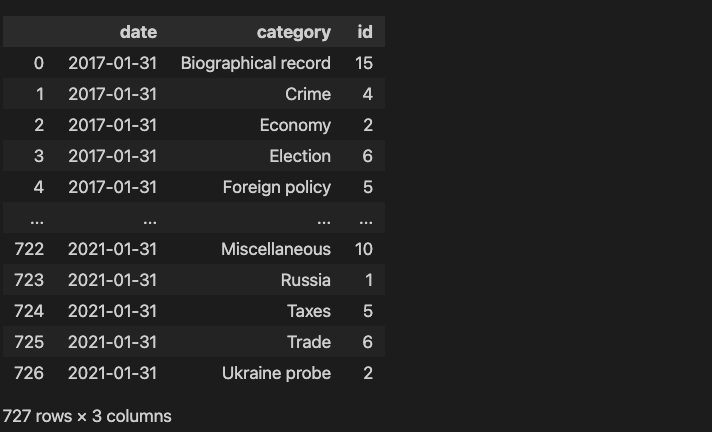 date category id
0 2017-01-31 Biographical record 15
1 2017-01-31 Crime 4
2 2017-01-31 Economy 2
3 2017-01-31 Election 6
4 2017-01-31 Foreign policy 5
... ... ... ...
722 2021-01-31 Miscellaneous 10
723 2021-01-31 Russia 1
724 2021-01-31 Taxes 5
725 2021-01-31 Trade 6
726 2021-01-31 Ukraine probe 2
727 rows × 3 columns